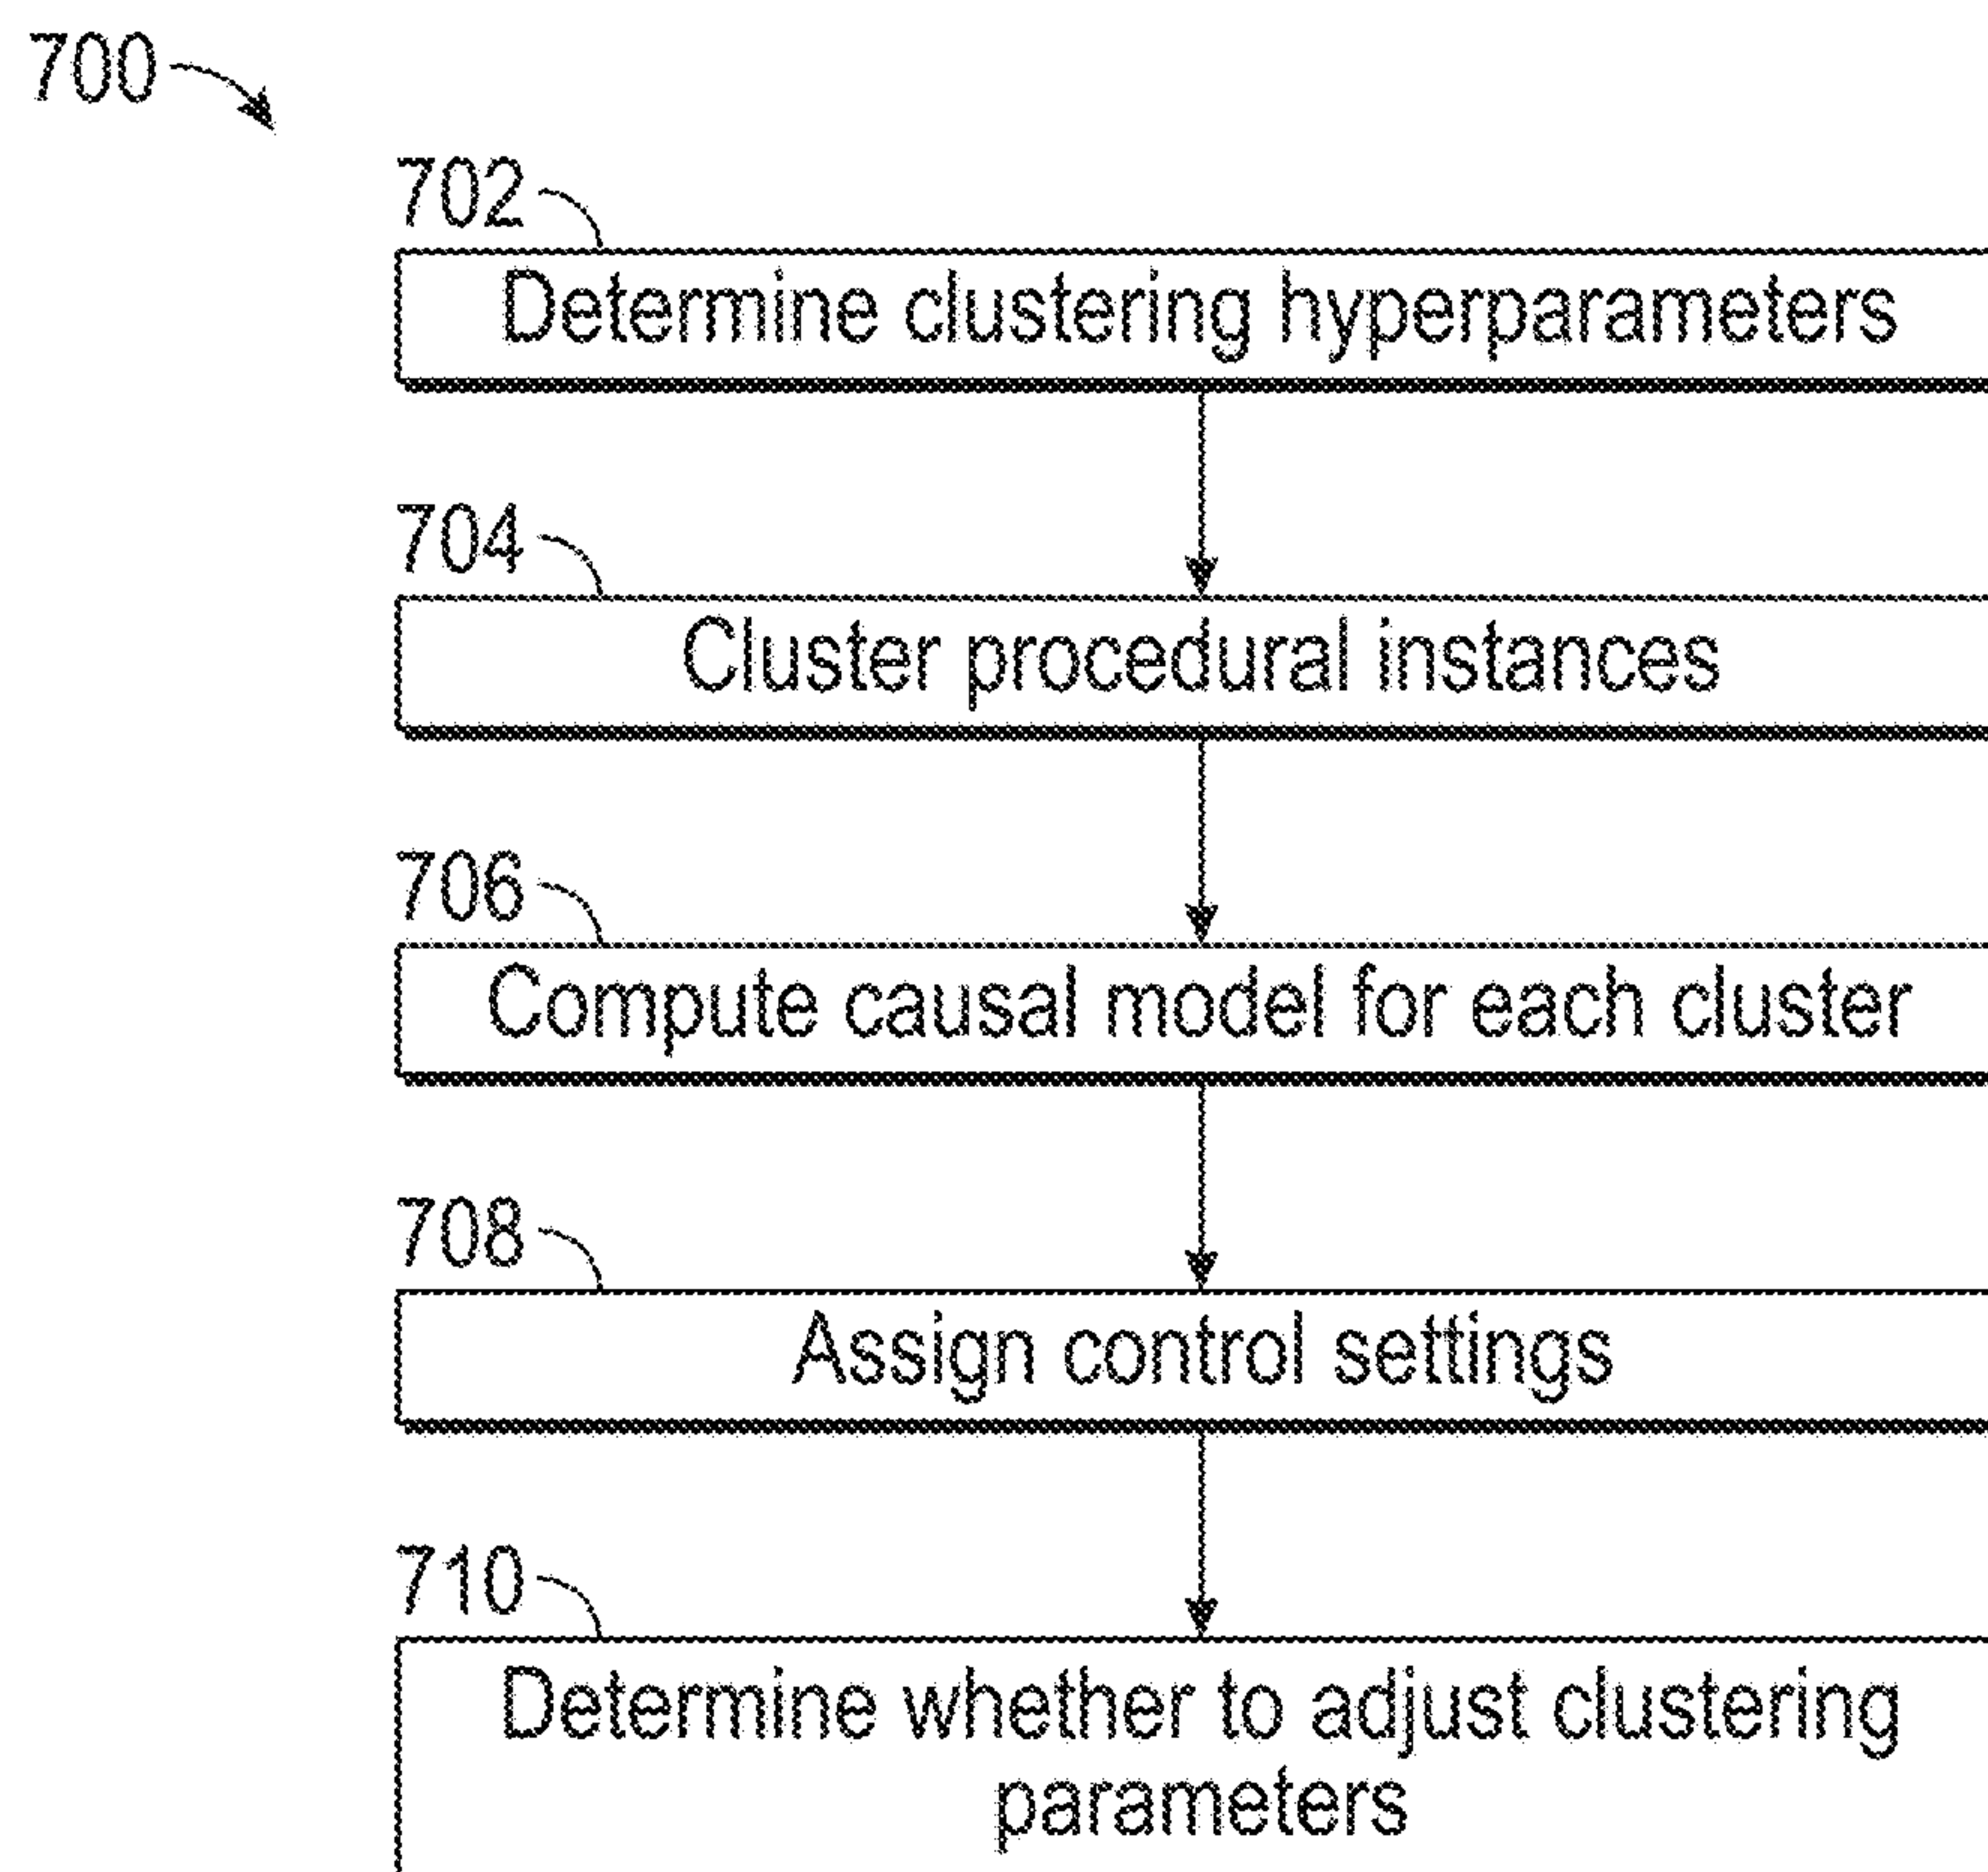 700
702
Determine clustering hyperparameters
704
Cluster procedural instances
706
Compute causal model for each cluster
708
Assign control settings
710
Determine whether to adjust clustering
parameters